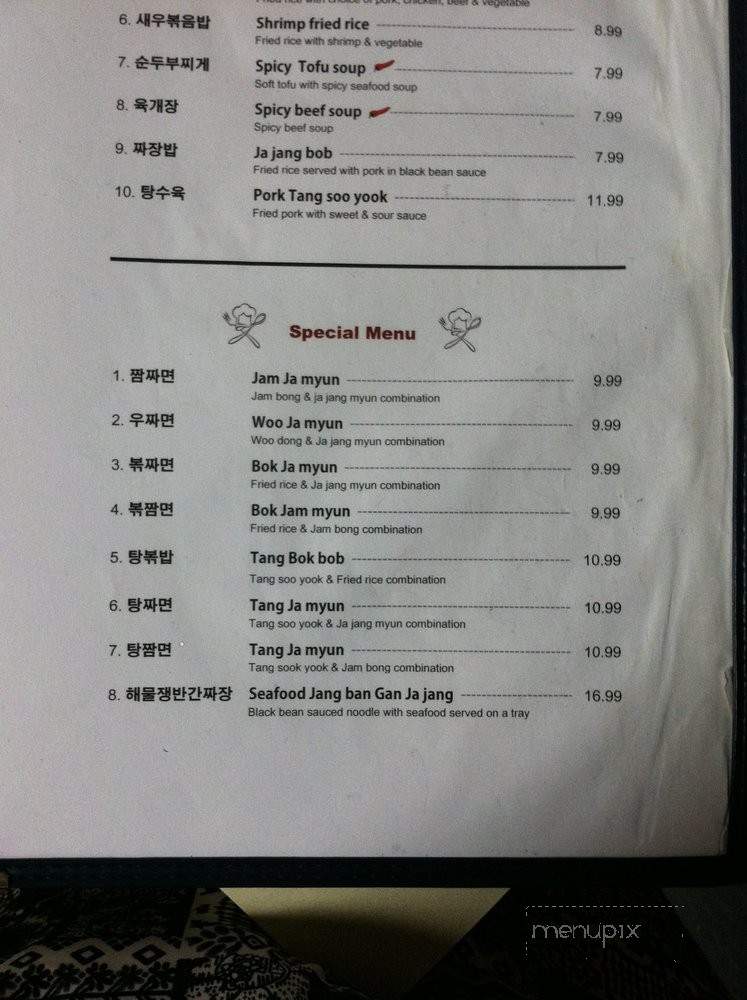 Fried rice with choice of pork, chicken, beef & vegetable
6. 새우볶음밥 Shrimp fried rice 8.99
Fried rice with shrimp & vegetable
7. 순두부찌게 Spicy Tofu soup 7.99
Soft tofu with spicy seafood soup
8. 육개장 Spicy beef soup 7.99
Spicy beef soup
9. 짜장밥 Ja jang bob 7.99
Fried rice served with pork in black bean sauce
10. 탕수육 Pork Tang soo yook 11.99
Fried pork with sweet & sour sauce
Special Menu
1. 짬짜면 Jam Ja myun 9.99
Jam bong & ja jang myun combination
2. 우짜면 Woo Ja myun 9.99
Woo dong & Ja jang myun combination
3. 볶짜면 Bok Ja myun 9.99
Fried rice & Ja jang myun combination
4. 볶짬면 Bok Jam myun 9.99
Fried rice & Jam bong combination
5. 탕볶밥 Tang Bok bob 10.99
Tang soo yook & Fried rice combination
6. 탕짜면 Tang Ja myun 10.99
Tang soo yook & Ja jang myun combination
7. 탕짬면 Tang Ja myun 10.99
Tang sook yook & Jam bong combination
8. 해물쟁반간짜장 Seafood Jang ban Gan Ja jang 16.99
Black bean sauced noodle with seafood served on a tray
menupix